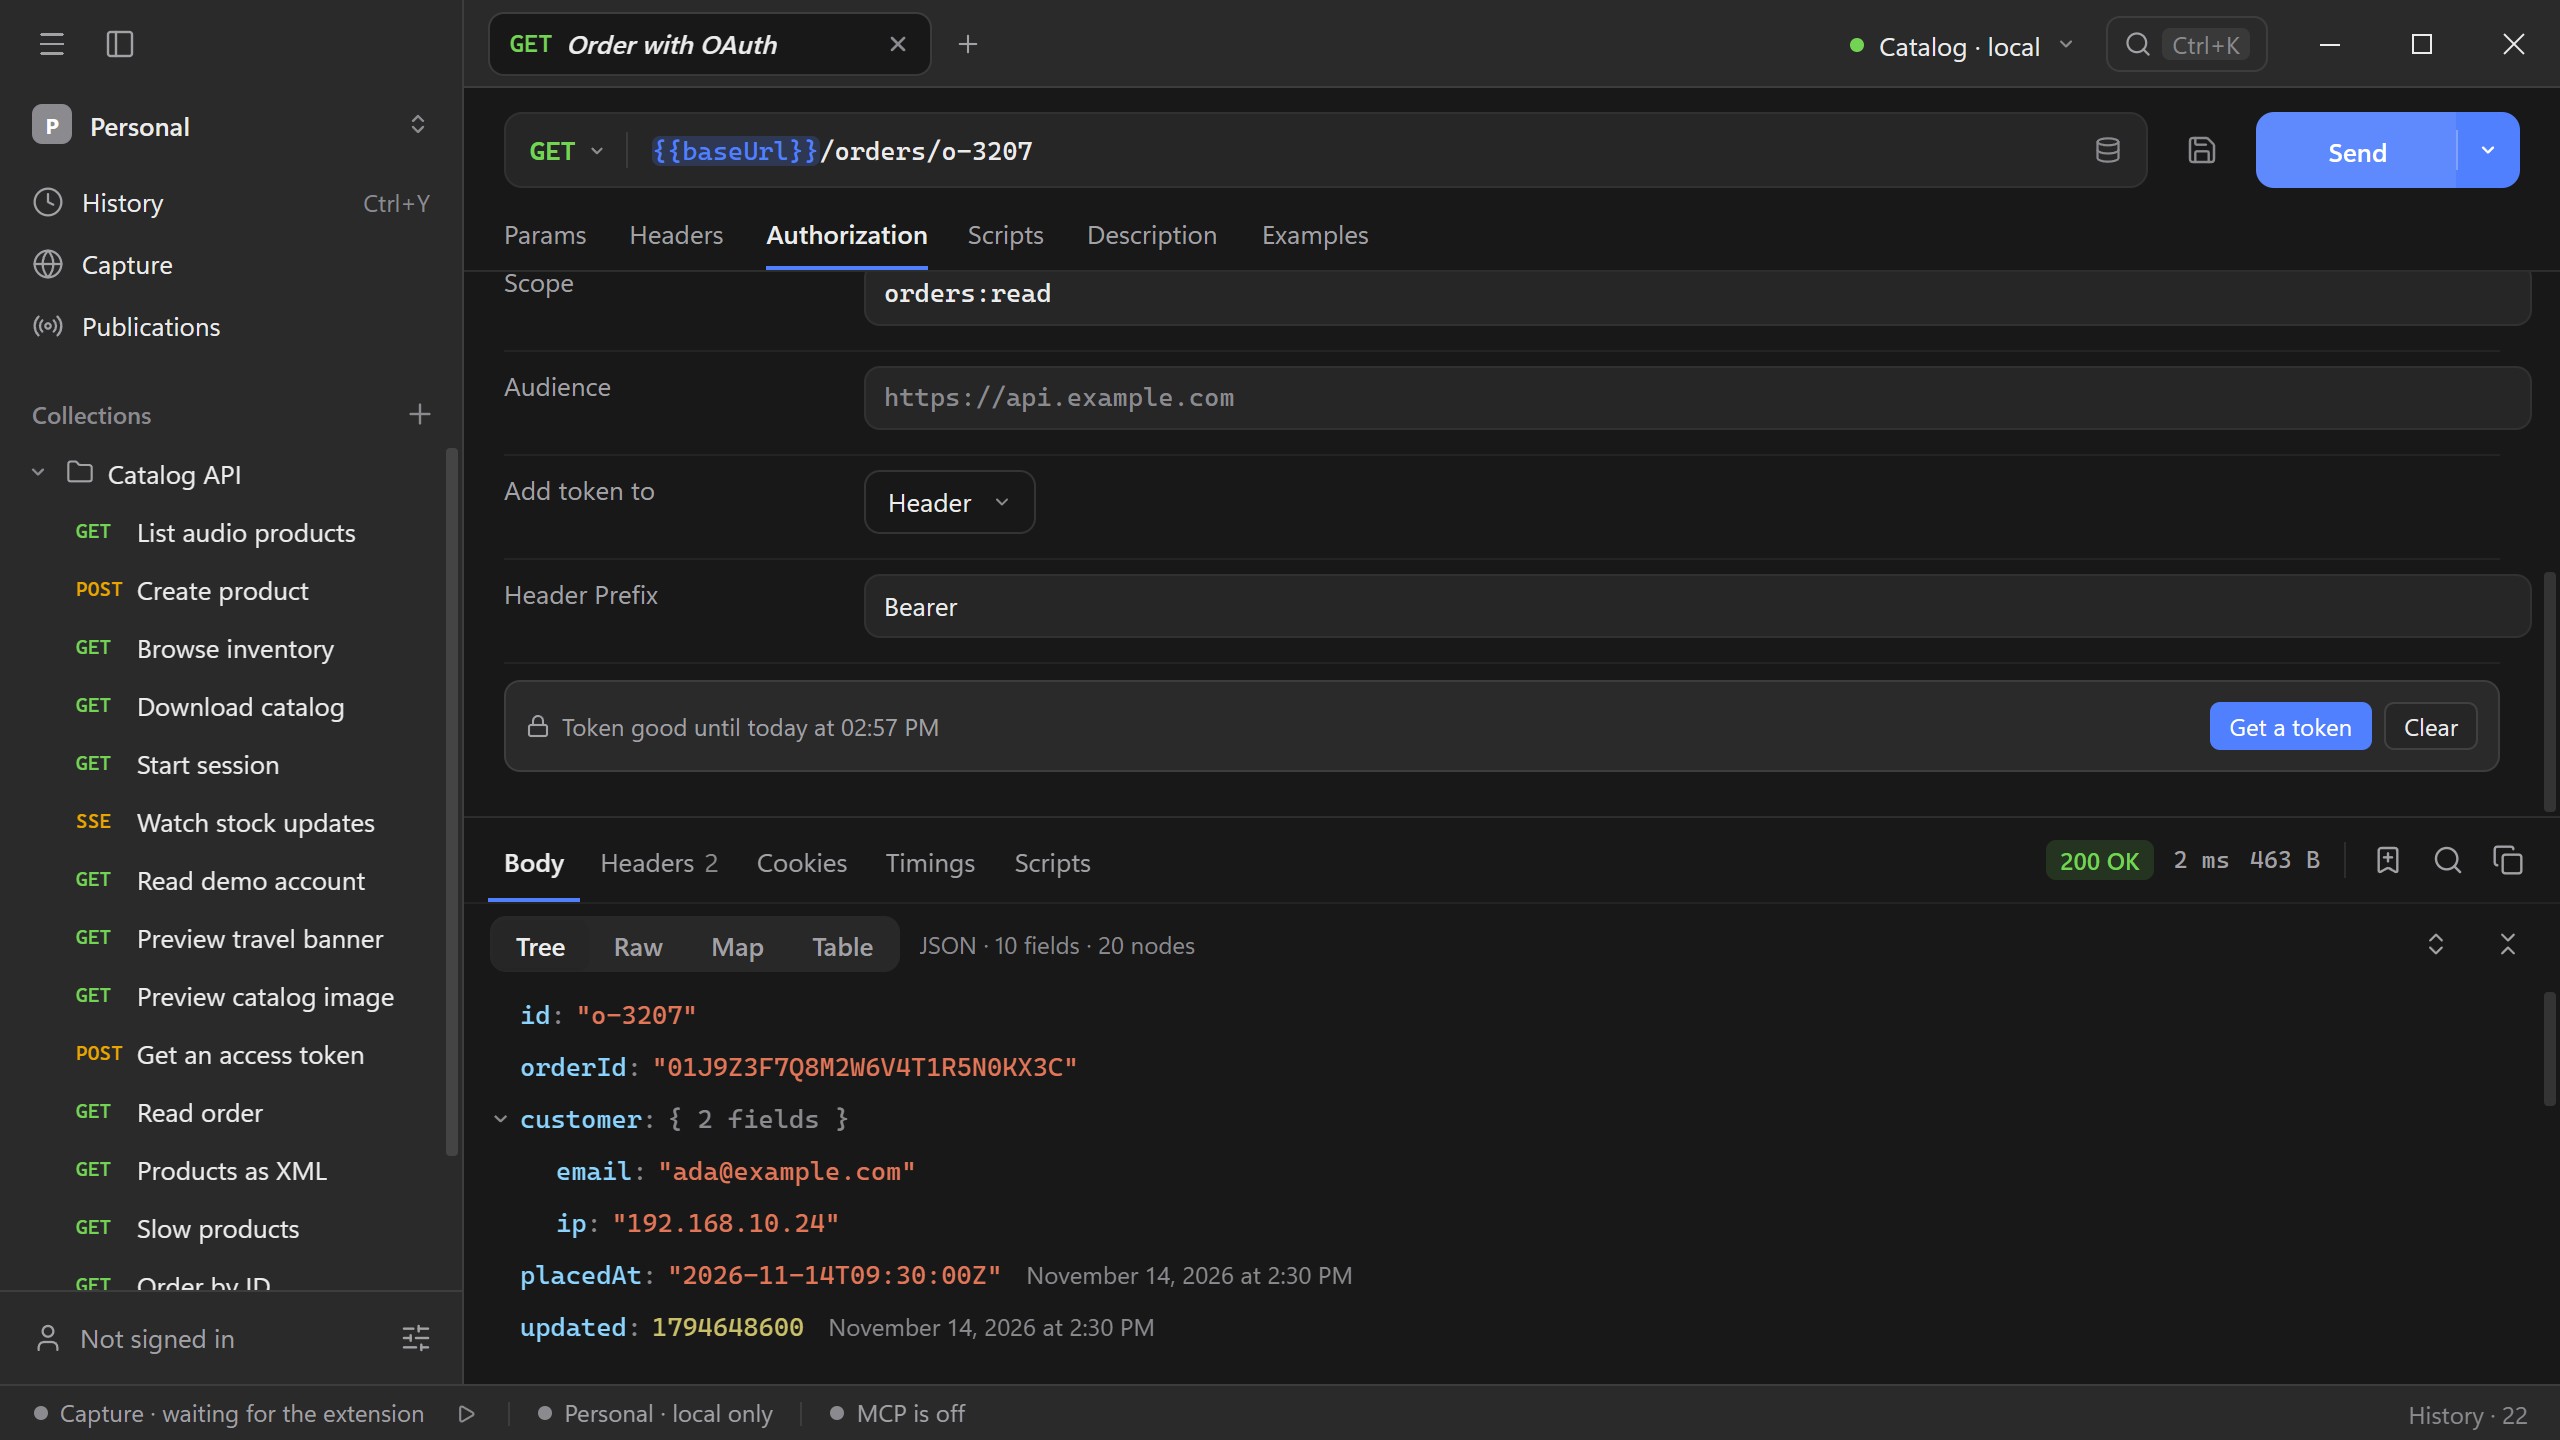 GET Order with OAuth
Catalog · local
Ctrl+K
P Personal
History Ctrl+Y
Capture
Publications
Collections
Catalog API
GET List audio products
POST Create product
GET Browse inventory
GET Download catalog
GET Start session
SSE Watch stock updates
GET Read demo account
GET Preview travel banner
GET Preview catalog image
POST Get an access token
GET Read order
GET Products as XML
GET Slow products
GET Order by ID
Not signed in
GET {{baseUrl}}/orders/o-3207
Send
Params Headers Authorization Scripts Description Examples
Scope orders:read
Audience https://api.example.com
Add token to Header
Header Prefix Bearer
Token good until today at 02:57 PM Get a token Clear
Body Headers 2 Cookies Timings Scripts 200 OK 2 ms 463 B
Tree Raw Map Table JSON · 10 fields · 20 nodes
id: "o-3207"
orderId: "01J9Z3F7Q8M2W6V4T1R5N0KX3C"
customer: { 2 fields }
email: "ada@example.com"
ip: "192.168.10.24"
placedAt: "2026-11-14T09:30:00Z" November 14, 2026 at 2:30 PM
updated: 1794648600 November 14, 2026 at 2:30 PM
Capture · waiting for the extension Personal · local only MCP is off History · 22